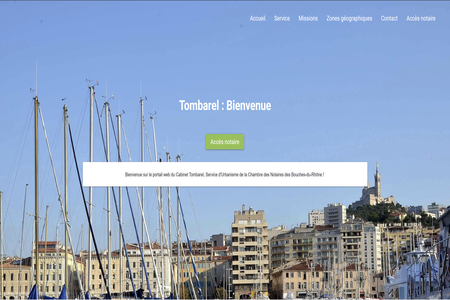 Accueil Service Missions Zones géographiques Contact Accès notaire
Tombarel : Bienvenue
Accès notaire
Bienvenue sur le portail web du Cabinet Tombarel, Service d'Urbanisme de la Chambre des Notaires des Bouches-du-Rhône !